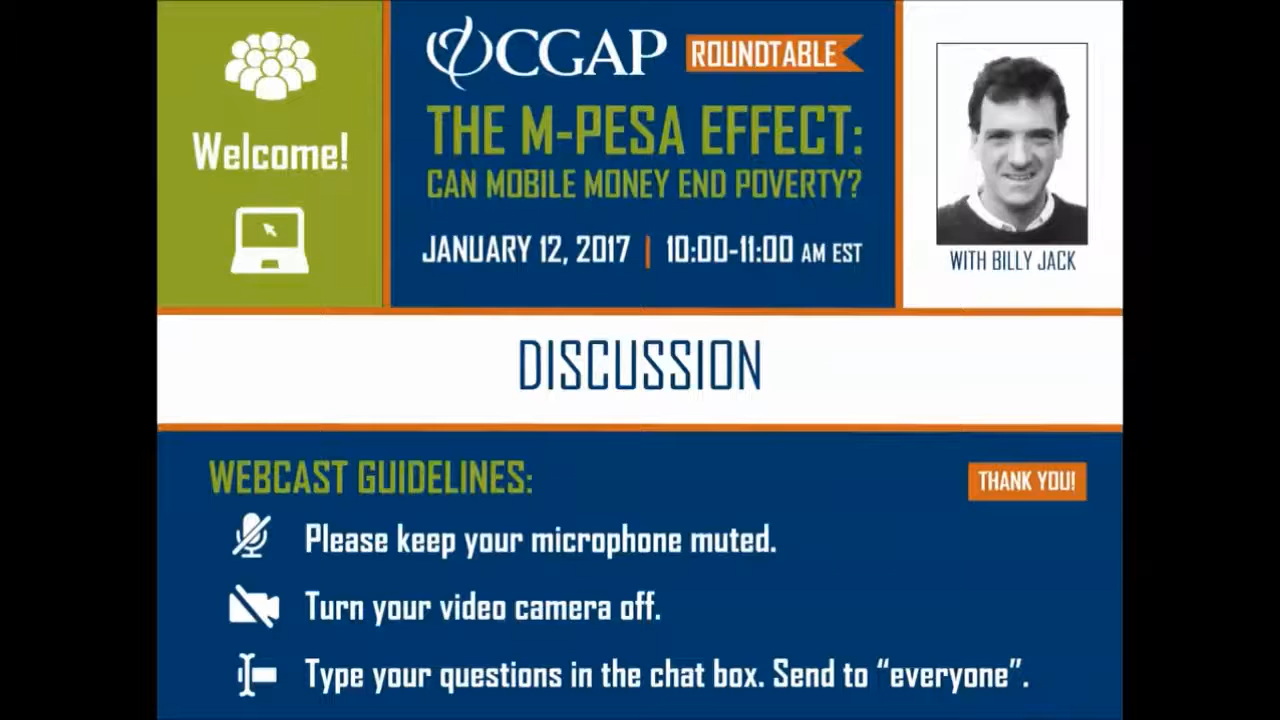 Welcome!
CGAP ROUNDTABLE
THE M-PESA EFFECT:
CAN MOBILE MONEY END POVERTY?
JANUARY 12, 2017 | 10:00-11:00 AM EST
WITH BILLY JACK
DISCUSSION
WEBCAST GUIDELINES:
THANK YOU!
Please keep your microphone muted.
Turn your video camera off.
Type your questions in the chat box. Send to “everyone”.